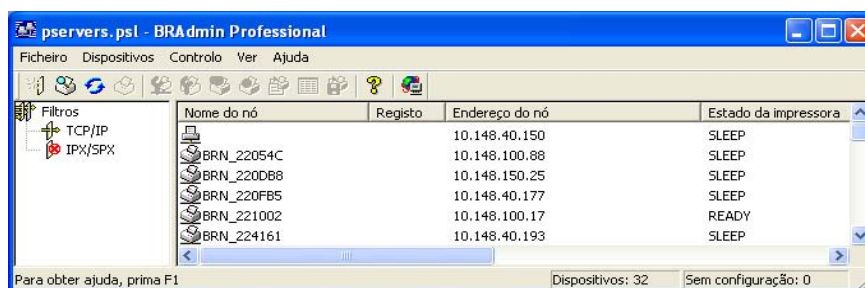 pservers.psl - BRAdmin Professional
Ficheiro Dispositivos Controlo Ver Ajuda
Filtros
TCP/IP
IPX/SPX
Nome do nó Registo Endereço do nó Estado da impressora
10.148.40.150 SLEEP
BRN_22054C 10.148.100.88 SLEEP
BRN_220DB8 10.148.150.25 SLEEP
BRN_220FB5 10.148.40.177 SLEEP
BRN_221002 10.148.100.17 READY
BRN_224161 10.148.40.193 SLEEP
Para obter ajuda, prima F1 Dispositivos: 32 Sem configuração: 0